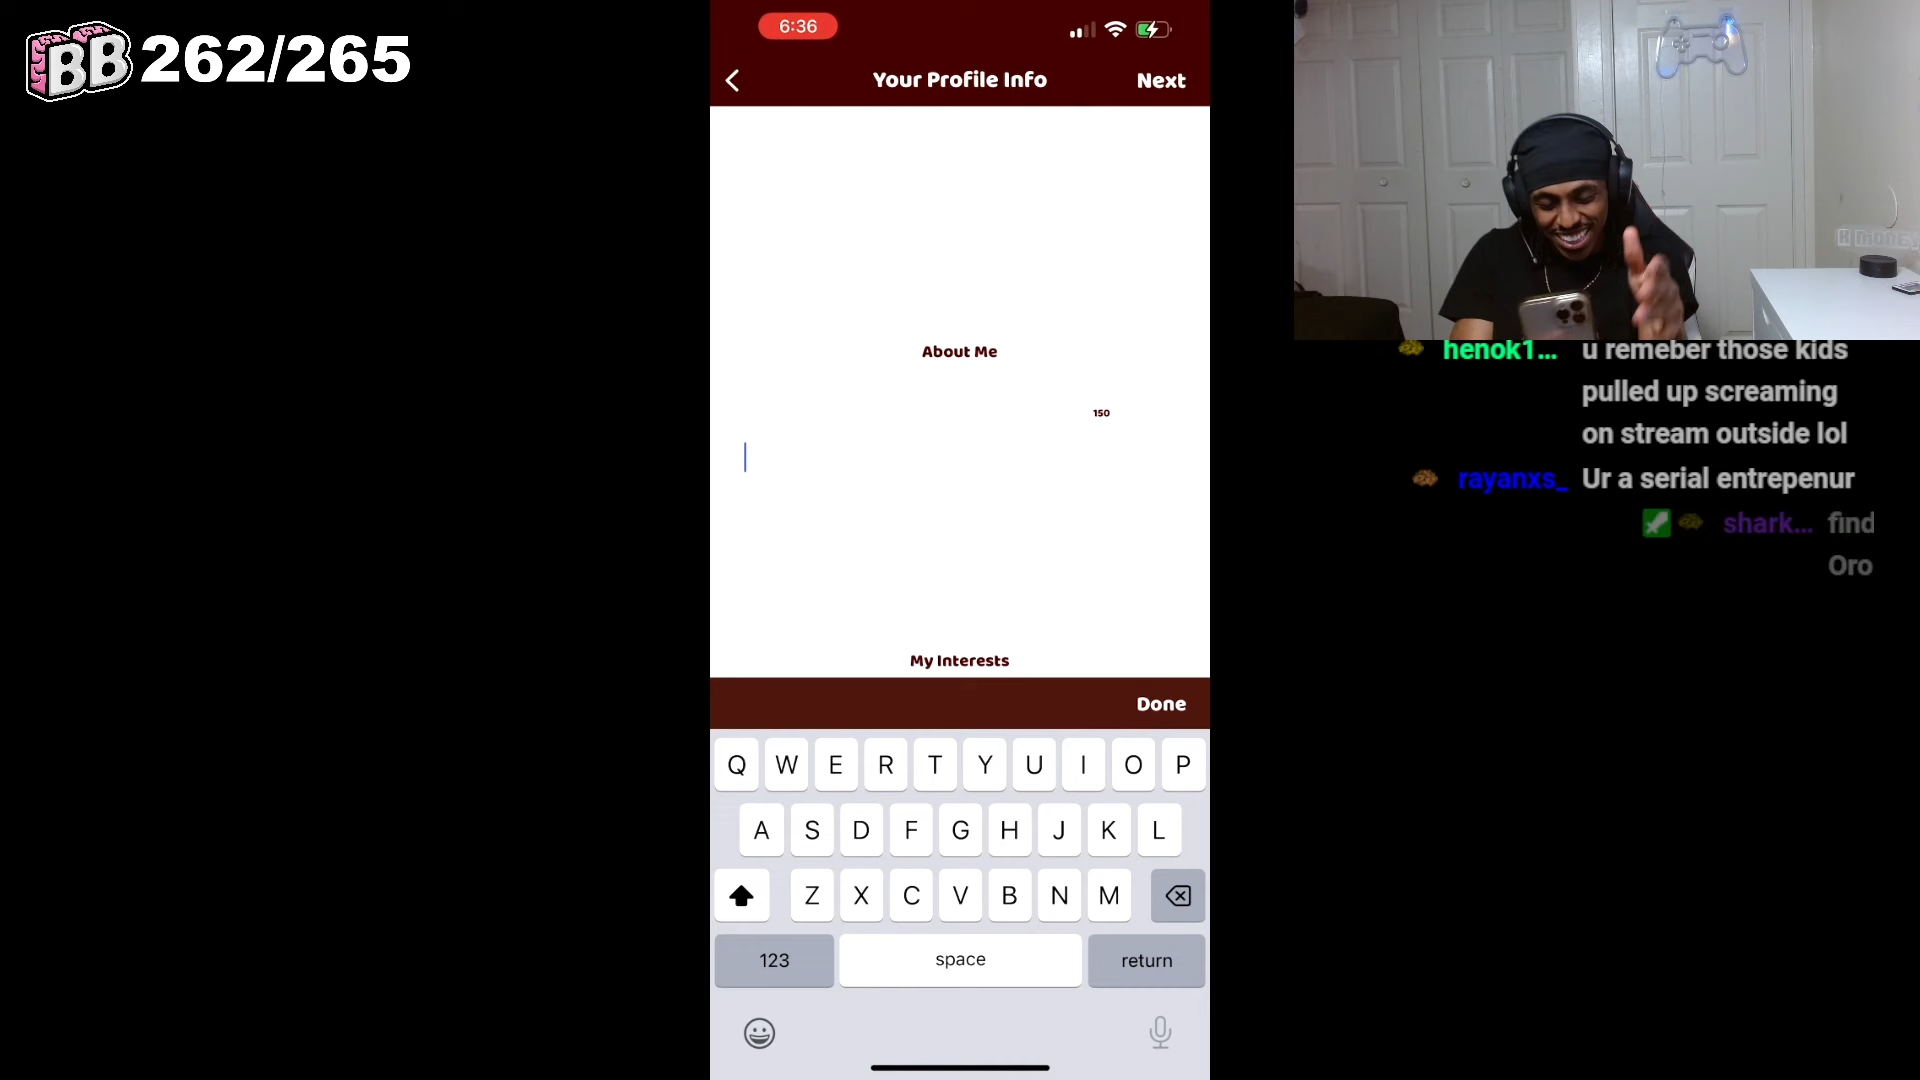 BB 262/265
6:36
Your Profile Info
Next
About Me
150
My Interests
Done
Q W E R T Y U I O P
A S D F G H J K L
Z X C V B N M
123
space
return
K MONEY
henok1... u remeber those kids
pulled up screaming
on stream outside lol
rayanxs_ Ur a serial entrepenur
shark... find
Oro